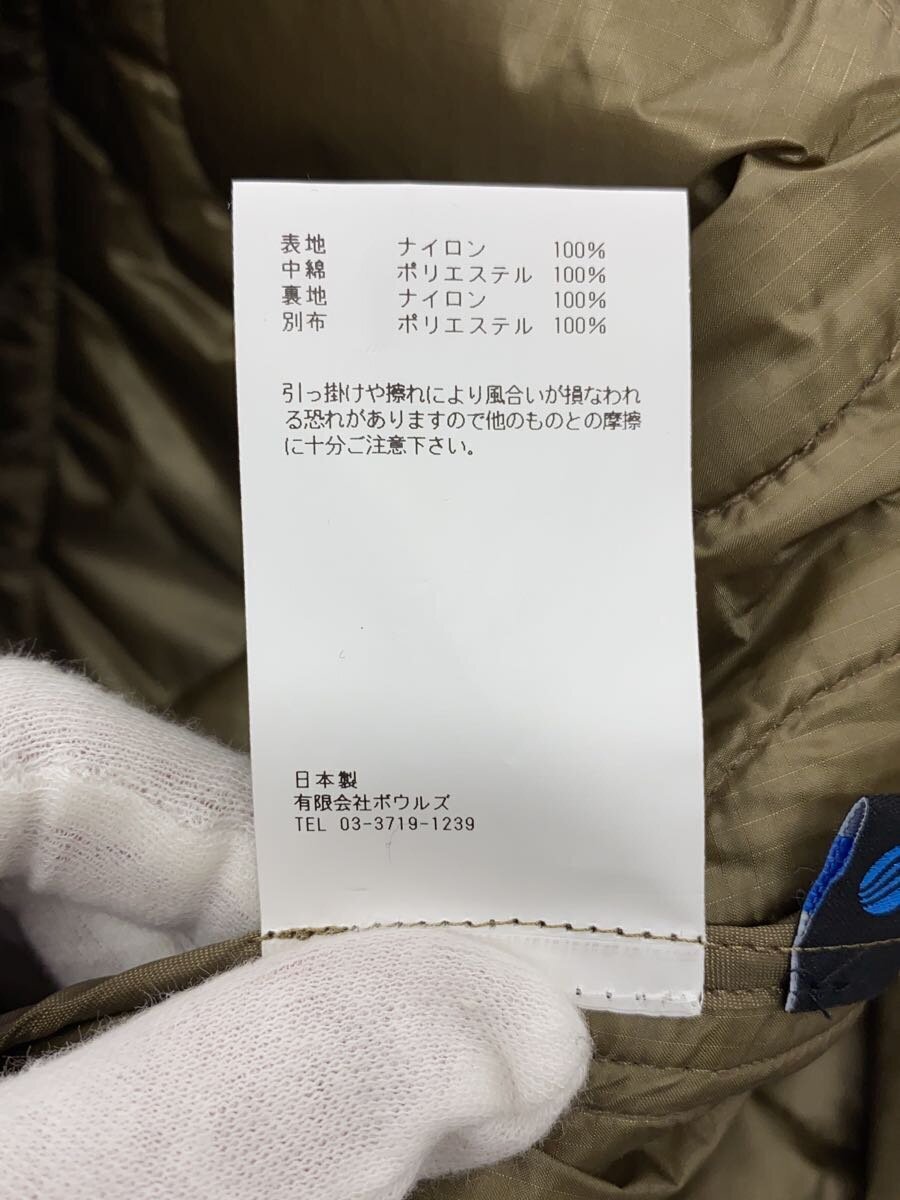 表地 ナイロン 100%
中綿 ポリエステル 100%
裏地 ナイロン 100%
別布 ポリエステル 100%
引っ掛けや擦れにより風合いが損なわれ
る恐れがありますので他のものとの摩擦
に十分ご注意下さい。
日本製
有限会社ボウルズ
TEL 03-3719-1239